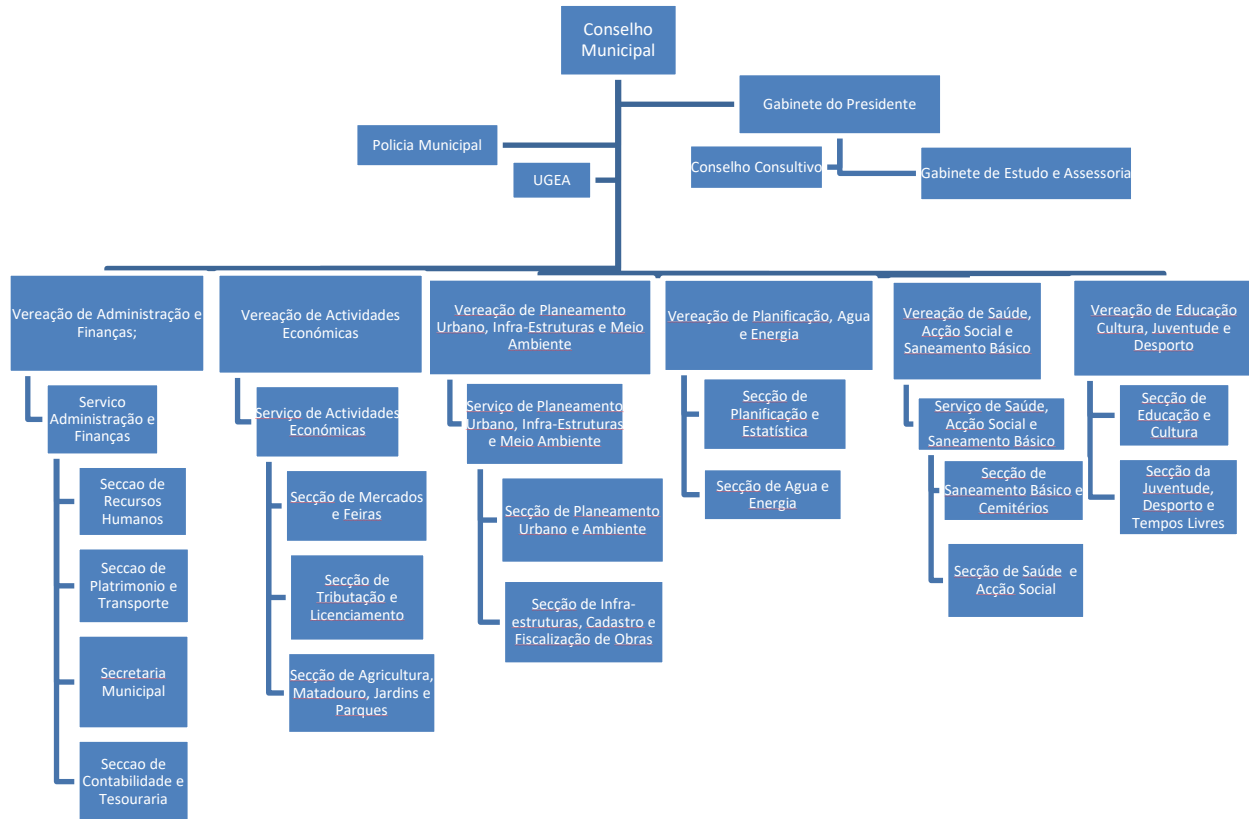 Conselho
Municipal
Gabinete do Presidente
Policia Municipal
Conselho Consultivo
Gabinete de Estudo e Assessoria
UGEA
Vereação de Administração e
Finanças;
Vereação de Actividades
Económicas
Vereação de Planeamento
Urbano, Infra-Estruturas e Meio
Ambiente
Vereação de Planificação, Agua
e Energia
Vereação de Saúde,
Acção Social e
Saneamento Básico
Vereação de Educação
Cultura, Juventude e
Desporto
Servico
Administração e
Finanças
Seccao de
Recursos
Humanos
Seccao de
Platrimonio e
Transporte
Secretaria
Municipal
Seccao de
Contabilidade e
Tesouraria
Serviço de Actividades
Económicas
Secção de Mercados
e Feiras
Secção de
Tributação e
Licenciamento
Secção de Agricultura,
Matadouro, Jardins e
Parques
Serviço de Planeamento
Urbano, Infra-Estruturas
e Meio Ambiente
Secção de Planeamento
Urbano e Ambiente
Secção de Infra-
estruturas, Cadastro e
Fiscalização de Obras
Secção de
Planificação e
Estatística
Secção de Agua e
Energia
Serviço de Saúde,
Acção Social e
Saneamento Básico
Secção de
Saneamento Básico e
Cemitérios
Secção de Saúde e
Acção Social
Secção de
Educação e
Cultura
Secção da
Juventude,
Desporto e
Tempos Livres